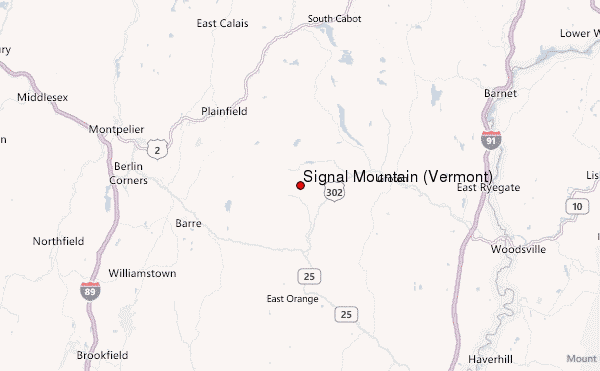 South Cabot
East Calais
Lower W
ury
Middlesex
Barnet
Plainfield
Montpelier
2
91
n
Berlin
Corners
Signal Mountain (Vermont)
302
East Ryegate
Lis
10
Barre
Northfield
Woodsville
Williamstown
25
89
East Orange
25
Brookfield
Haverhill
Mount